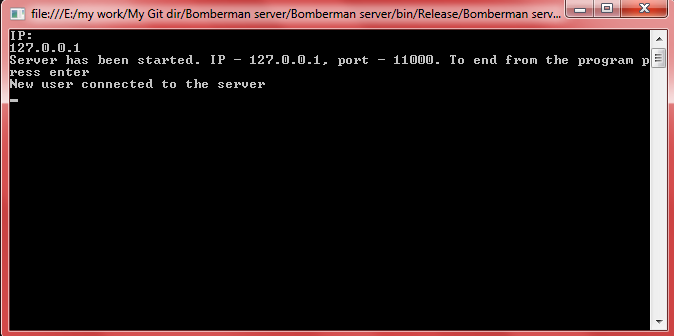 file:///E:/my work/My Git dir/Bomberman server/Bomberman server/bin/Release/Bomberman serv...
IP:
127.0.0.1
Server has been started. IP - 127.0.0.1, port - 11000. To end from the program p
ress enter
New user connected to the server